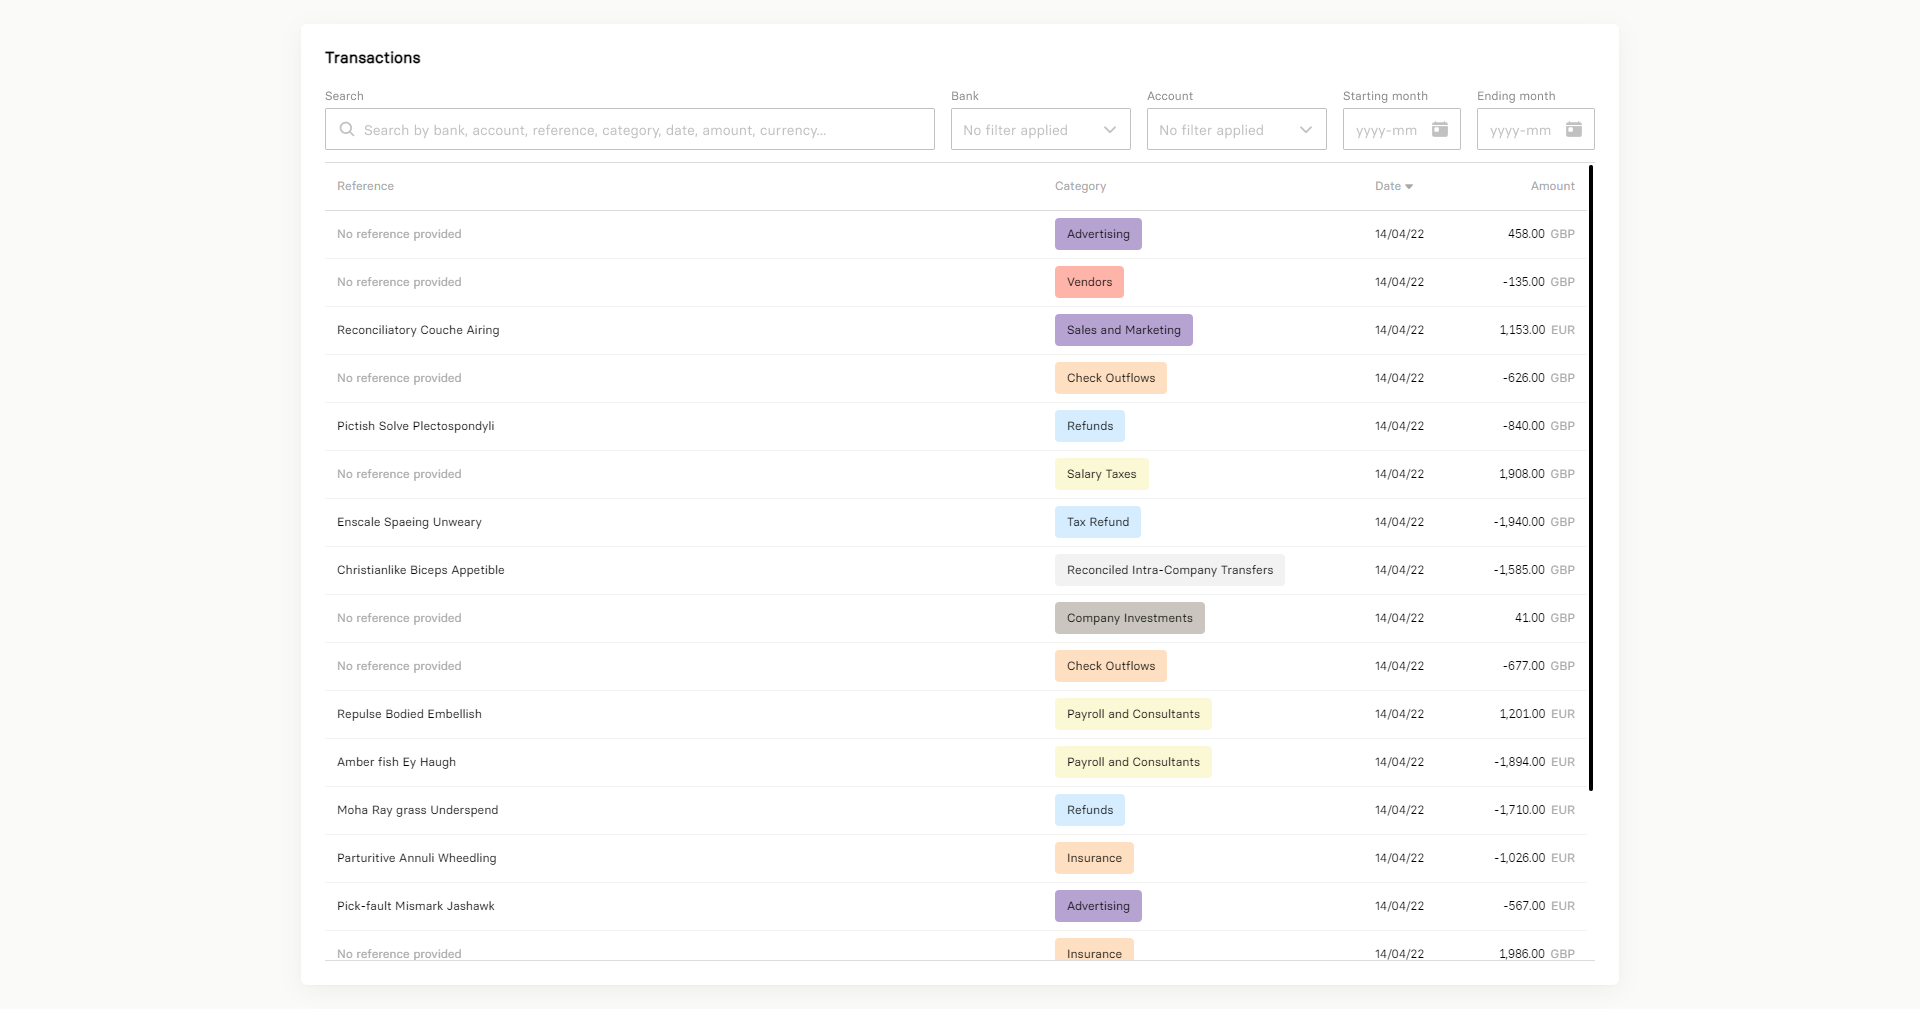 Transactions
Search Bank Account Starting month Ending month
Search by bank, account, reference, category, date, amount, currency... No filter applied No filter applied yyyy-mm yyyy-mm
Reference Category Date Amount
No reference provided Advertising 14/04/22 458.00 GBP
No reference provided Vendors 14/04/22 -135.00 GBP
Reconciliatory Couche Airing Sales and Marketing 14/04/22 1,153.00 EUR
No reference provided Check Outflows 14/04/22 -626.00 GBP
Pictish Solve Plectospondyli Refunds 14/04/22 -840.00 GBP
No reference provided Salary Taxes 14/04/22 1,908.00 GBP
Enscale Spaeing Unweary Tax Refund 14/04/22 -1,940.00 GBP
Christianlike Biceps Appetible Reconciled Intra-Company Transfers 14/04/22 -1,585.00 GBP
No reference provided Company Investments 14/04/22 41.00 GBP
No reference provided Check Outflows 14/04/22 -677.00 GBP
Repulse Bodied Embellish Payroll and Consultants 14/04/22 1,201.00 EUR
Amber fish Ey Haugh Payroll and Consultants 14/04/22 -1,894.00 EUR
Moha Ray grass Underspend Refunds 14/04/22 -1,710.00 EUR
Parturitive Annuli Wheedling Insurance 14/04/22 -1,026.00 EUR
Pick-fault Mismark Jashawk Advertising 14/04/22 -567.00 EUR
No reference provided Insurance 14/04/22 1,986.00 GBP